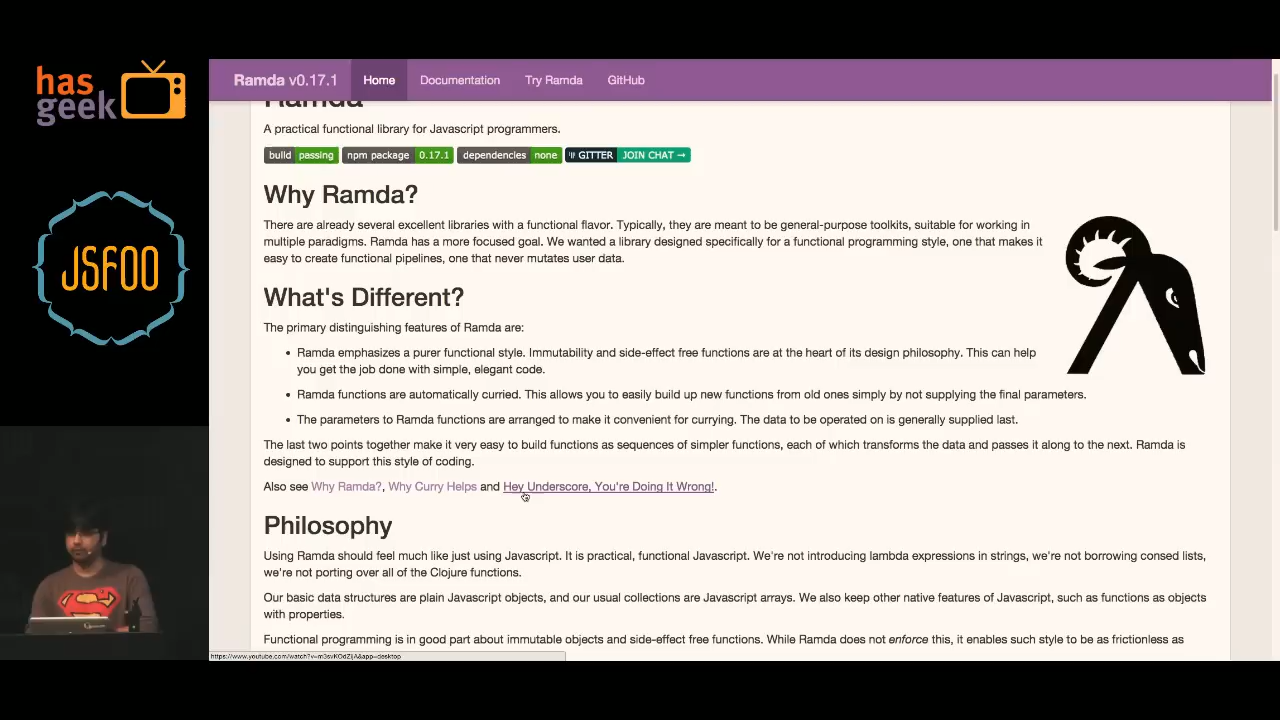 has
geek
JSFOO
Ramda v0.17.1
Home
Documentation
Try Ramda
GitHub
Ramda
A practical functional library for Javascript programmers.
build passing
npm package 0.17.1
dependencies none
GITTER JOIN CHAT →
Why Ramda?
There are already several excellent libraries with a functional flavor. Typically, they are meant to be general-purpose toolkits, suitable for working in
multiple paradigms. Ramda has a more focused goal. We wanted a library designed specifically for a functional programming style, one that makes it
easy to create functional pipelines, one that never mutates user data.
What's Different?
The primary distinguishing features of Ramda are:
• Ramda emphasizes a purer functional style. Immutability and side-effect free functions are at the heart of its design philosophy. This can help
you get the job done with simple, elegant code.
• Ramda functions are automatically curried. This allows you to easily build up new functions from old ones simply by not supplying the final parameters.
• The parameters to Ramda functions are arranged to make it convenient for currying. The data to be operated on is generally supplied last.
The last two points together make it very easy to build functions as sequences of simpler functions, each of which transforms the data and passes it along to the next. Ramda is
designed to support this style of coding.
Also see Why Ramda?, Why Curry Helps and Hey Underscore, You're Doing It Wrong!.
Philosophy
Using Ramda should feel much like just using Javascript. It is practical, functional Javascript. We're not introducing lambda expressions in strings, we're not borrowing consed lists,
we're not porting over all of the Clojure functions.
Our basic data structures are plain Javascript objects, and our usual collections are Javascript arrays. We also keep other native features of Javascript, such as functions as objects
with properties.
Functional programming is in good part about immutable objects and side-effect free functions. While Ramda does not enforce this, it enables such style to be as frictionless as